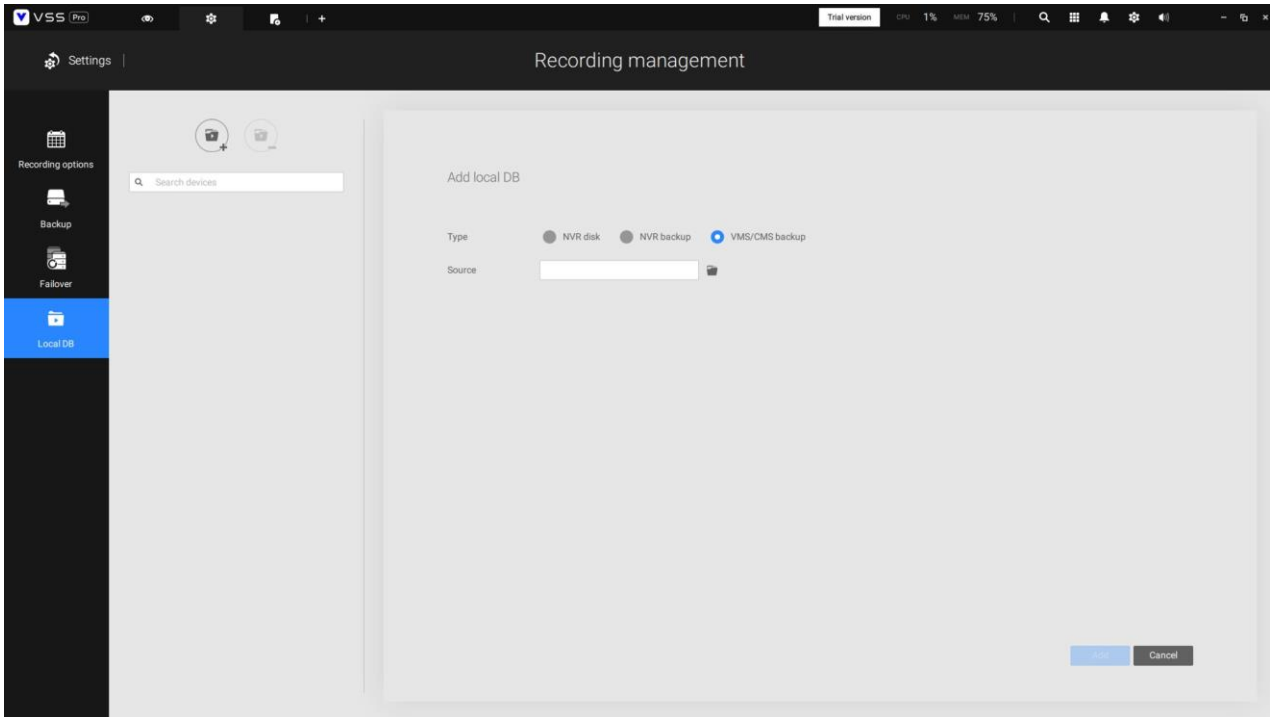 VSS Pro
Trial version CPU 1% MEM 75%
Settings
Recording management
Recording options
Backup
Failover
Local DB
Search devices
Add local DB
Type NVR disk NVR backup VMS/CMS backup
Source
Add Cancel